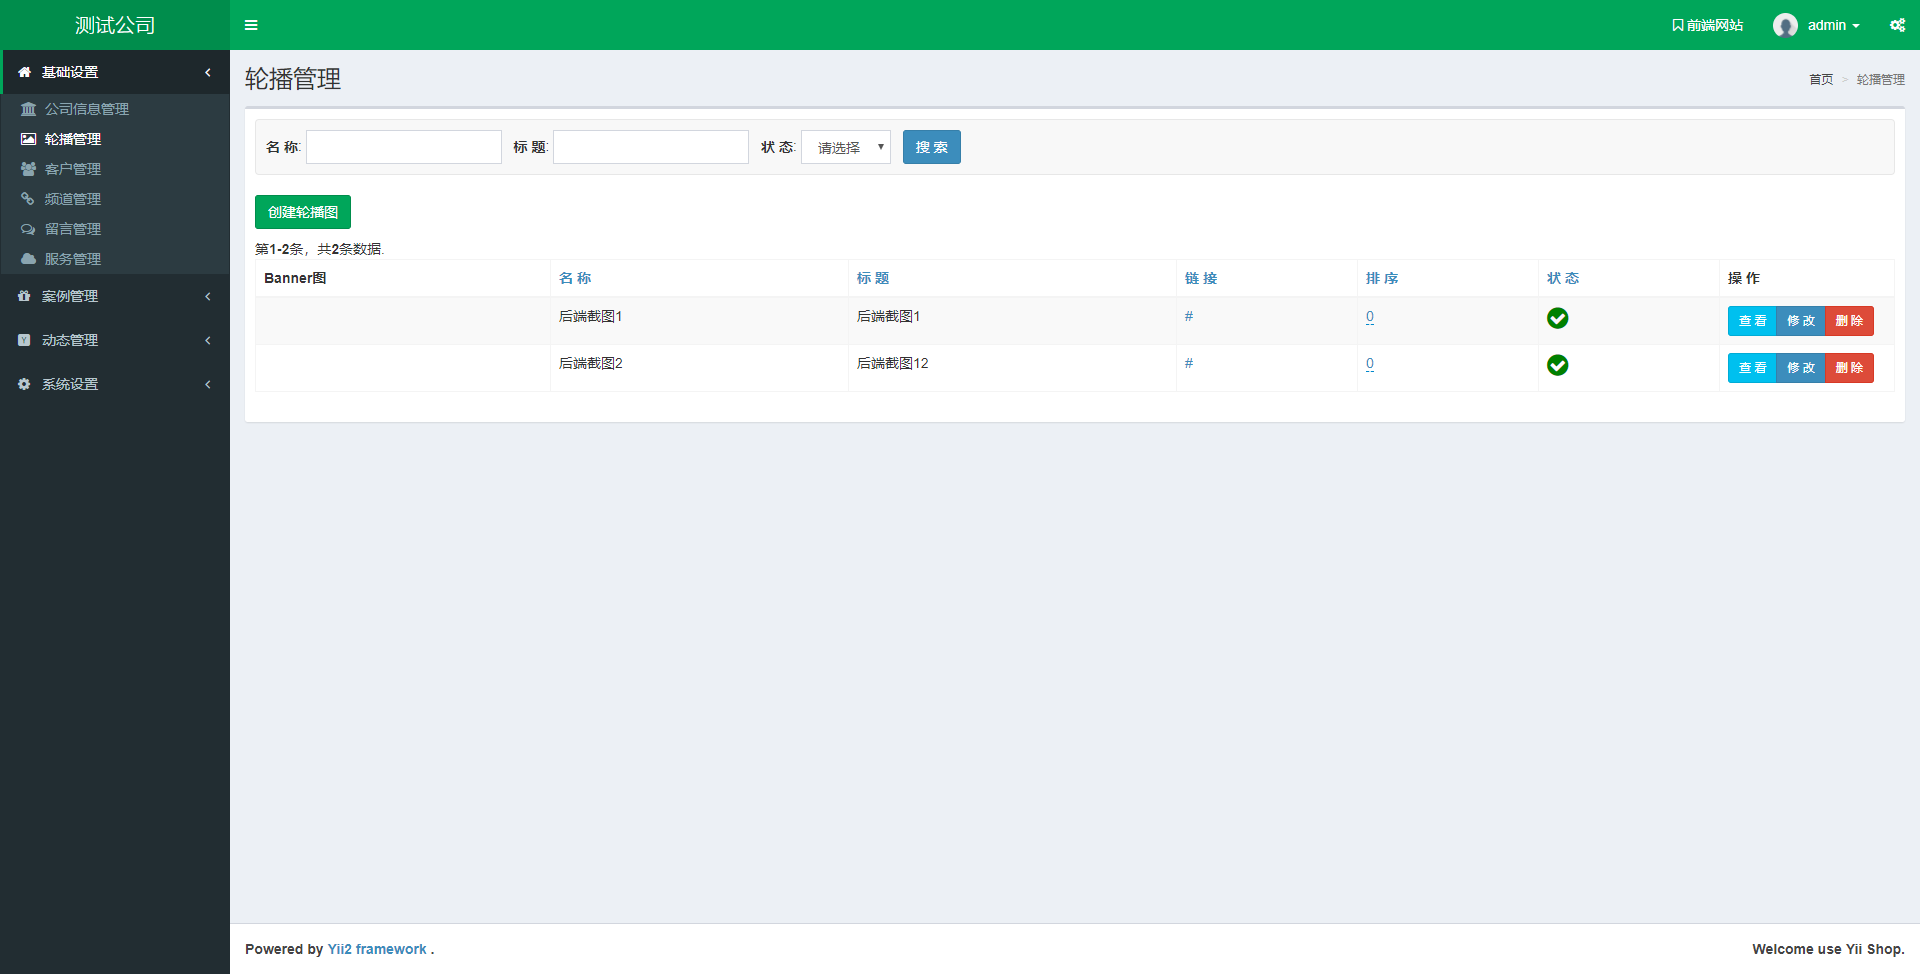 测试公司
前端网站 admin
基础设置
公司信息管理
轮播管理
客户管理
频道管理
留言管理
服务管理
案例管理
动态管理
系统设置
轮播管理
首页 > 轮播管理
名 称: 标 题: 状 态: 请选择 搜 索
创建轮播图
第1-2条，共2条数据.
Banner图 名 称 标 题 链 接 排 序 状 态 操 作
后端截图1 后端截图1 # 0 查 看 修 改 删 除
后端截图2 后端截图12 # 0 查 看 修 改 删 除
Powered by Yii2 framework .
Welcome use Yii Shop.